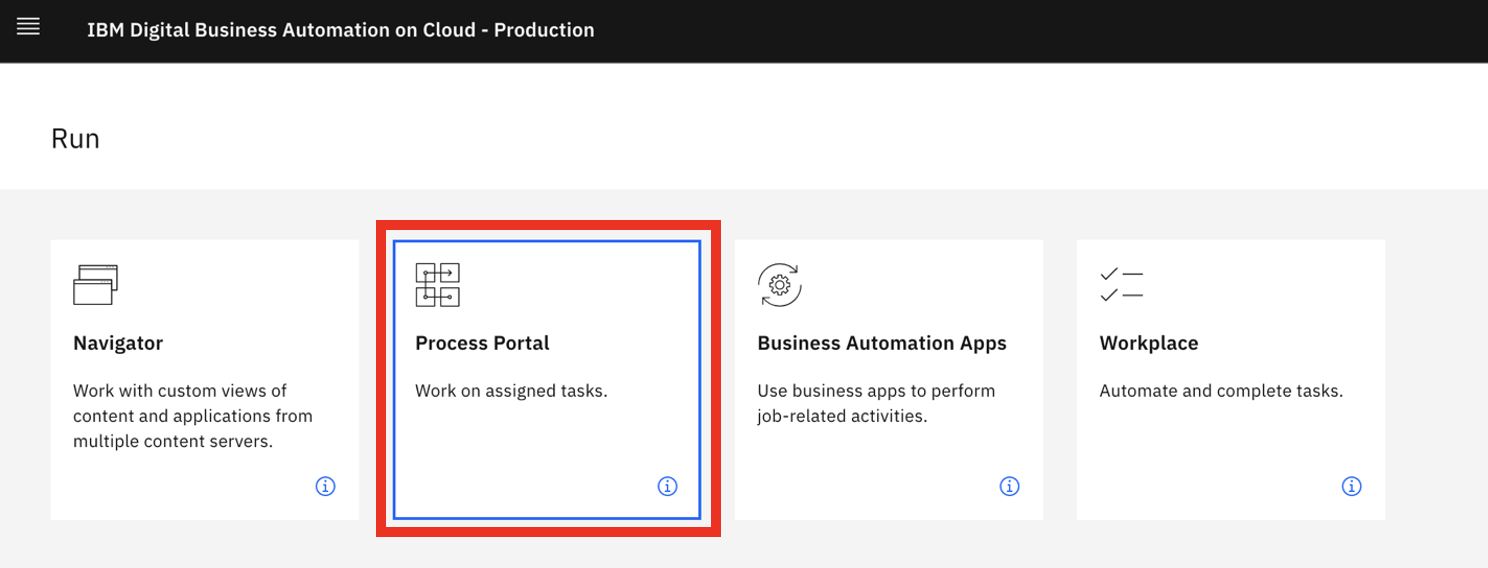 IBM Digital Business Automation on Cloud - Production
Run
Navigator
Work with custom views of
content and applications from
multiple content servers.
Process Portal
Work on assigned tasks.
Business Automation Apps
Use business apps to perform
job-related activities.
Workplace
Automate and complete tasks.